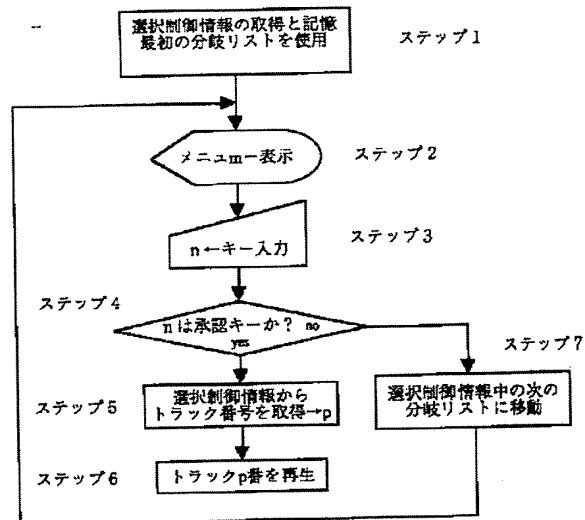 選択制御情報の取得と記憶
最初の分岐リストを使用
ステップ1
メニューm一表示
ステップ2
n←キー入力
ステップ3
ステップ4
nは承認キーか？ no
yes
ステップ7
選択制御情報から
トラック番号を取得→p
ステップ5
選択制御情報中の次の
分岐リストに移動
トラックp番を再生
ステップ6